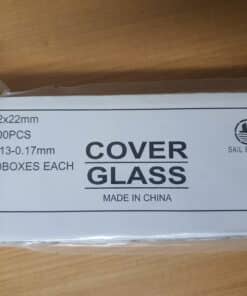 2x22mm
00PCS
13-0.17mm
0BOXES EACH
COVER
GLASS
MADE IN CHINA
SAIL